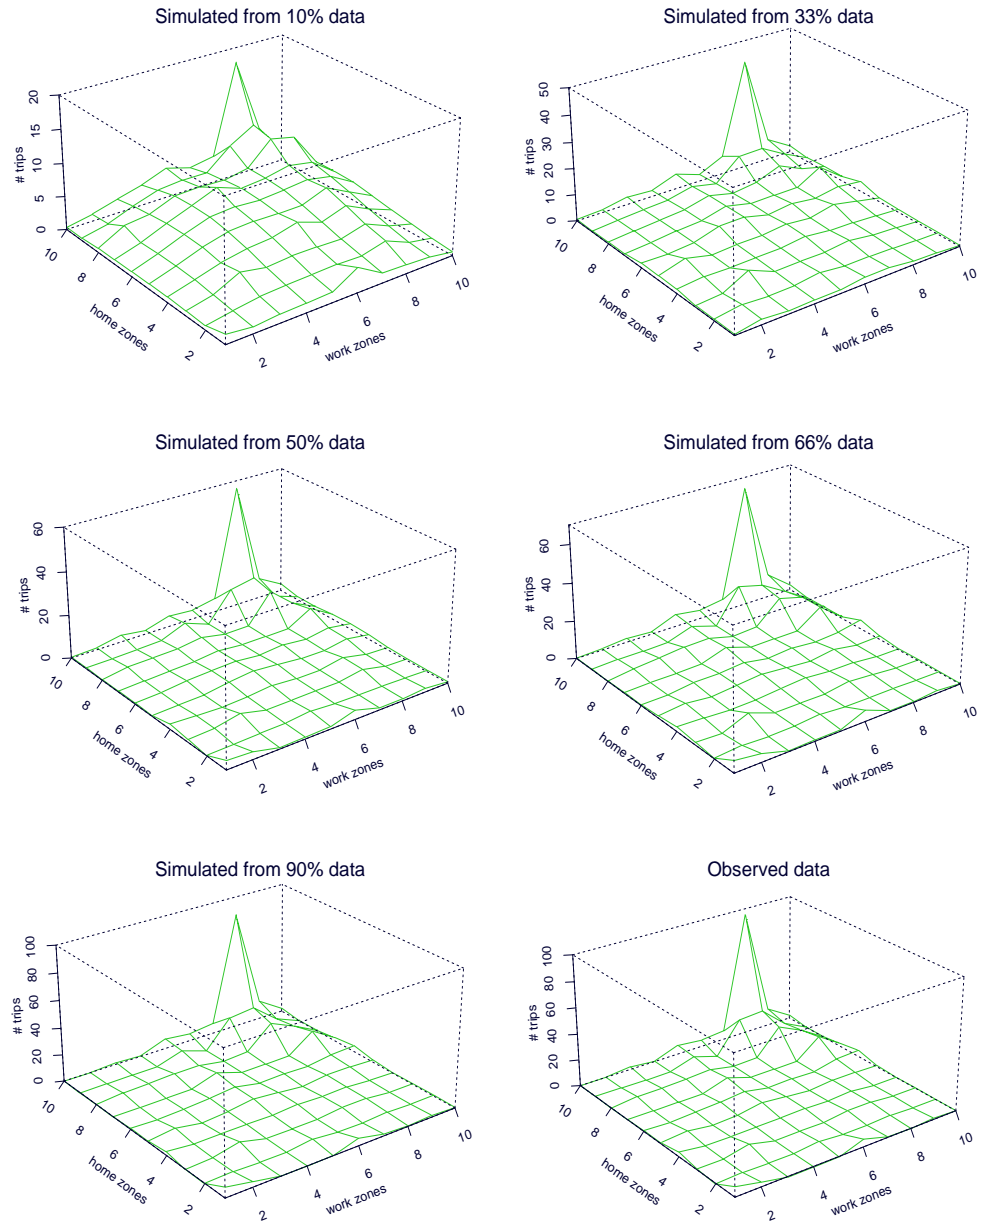 Simulated from 10% data
# trips
0 5 10 15 20
home zones
10 8 6 4 2
work zones
2 4 6 8 10
Simulated from 33% data
# trips
0 10 20 30 40 50
home zones
10 8 6 4 2
work zones
2 4 6 8 10
Simulated from 50% data
# trips
0 20 40 60
home zones
10 8 6 4 2
work zones
2 4 6 8 10
Simulated from 66% data
# trips
0 20 40 60
home zones
10 8 6 4 2
work zones
2 4 6 8 10
Simulated from 90% data
# trips
0 20 40 60 80 100
home zones
10 8 6 4 2
work zones
2 4 6 8 10
Observed data
# trips
0 20 40 60 80 100
home zones
10 8 6 4 2
work zones
2 4 6 8 10